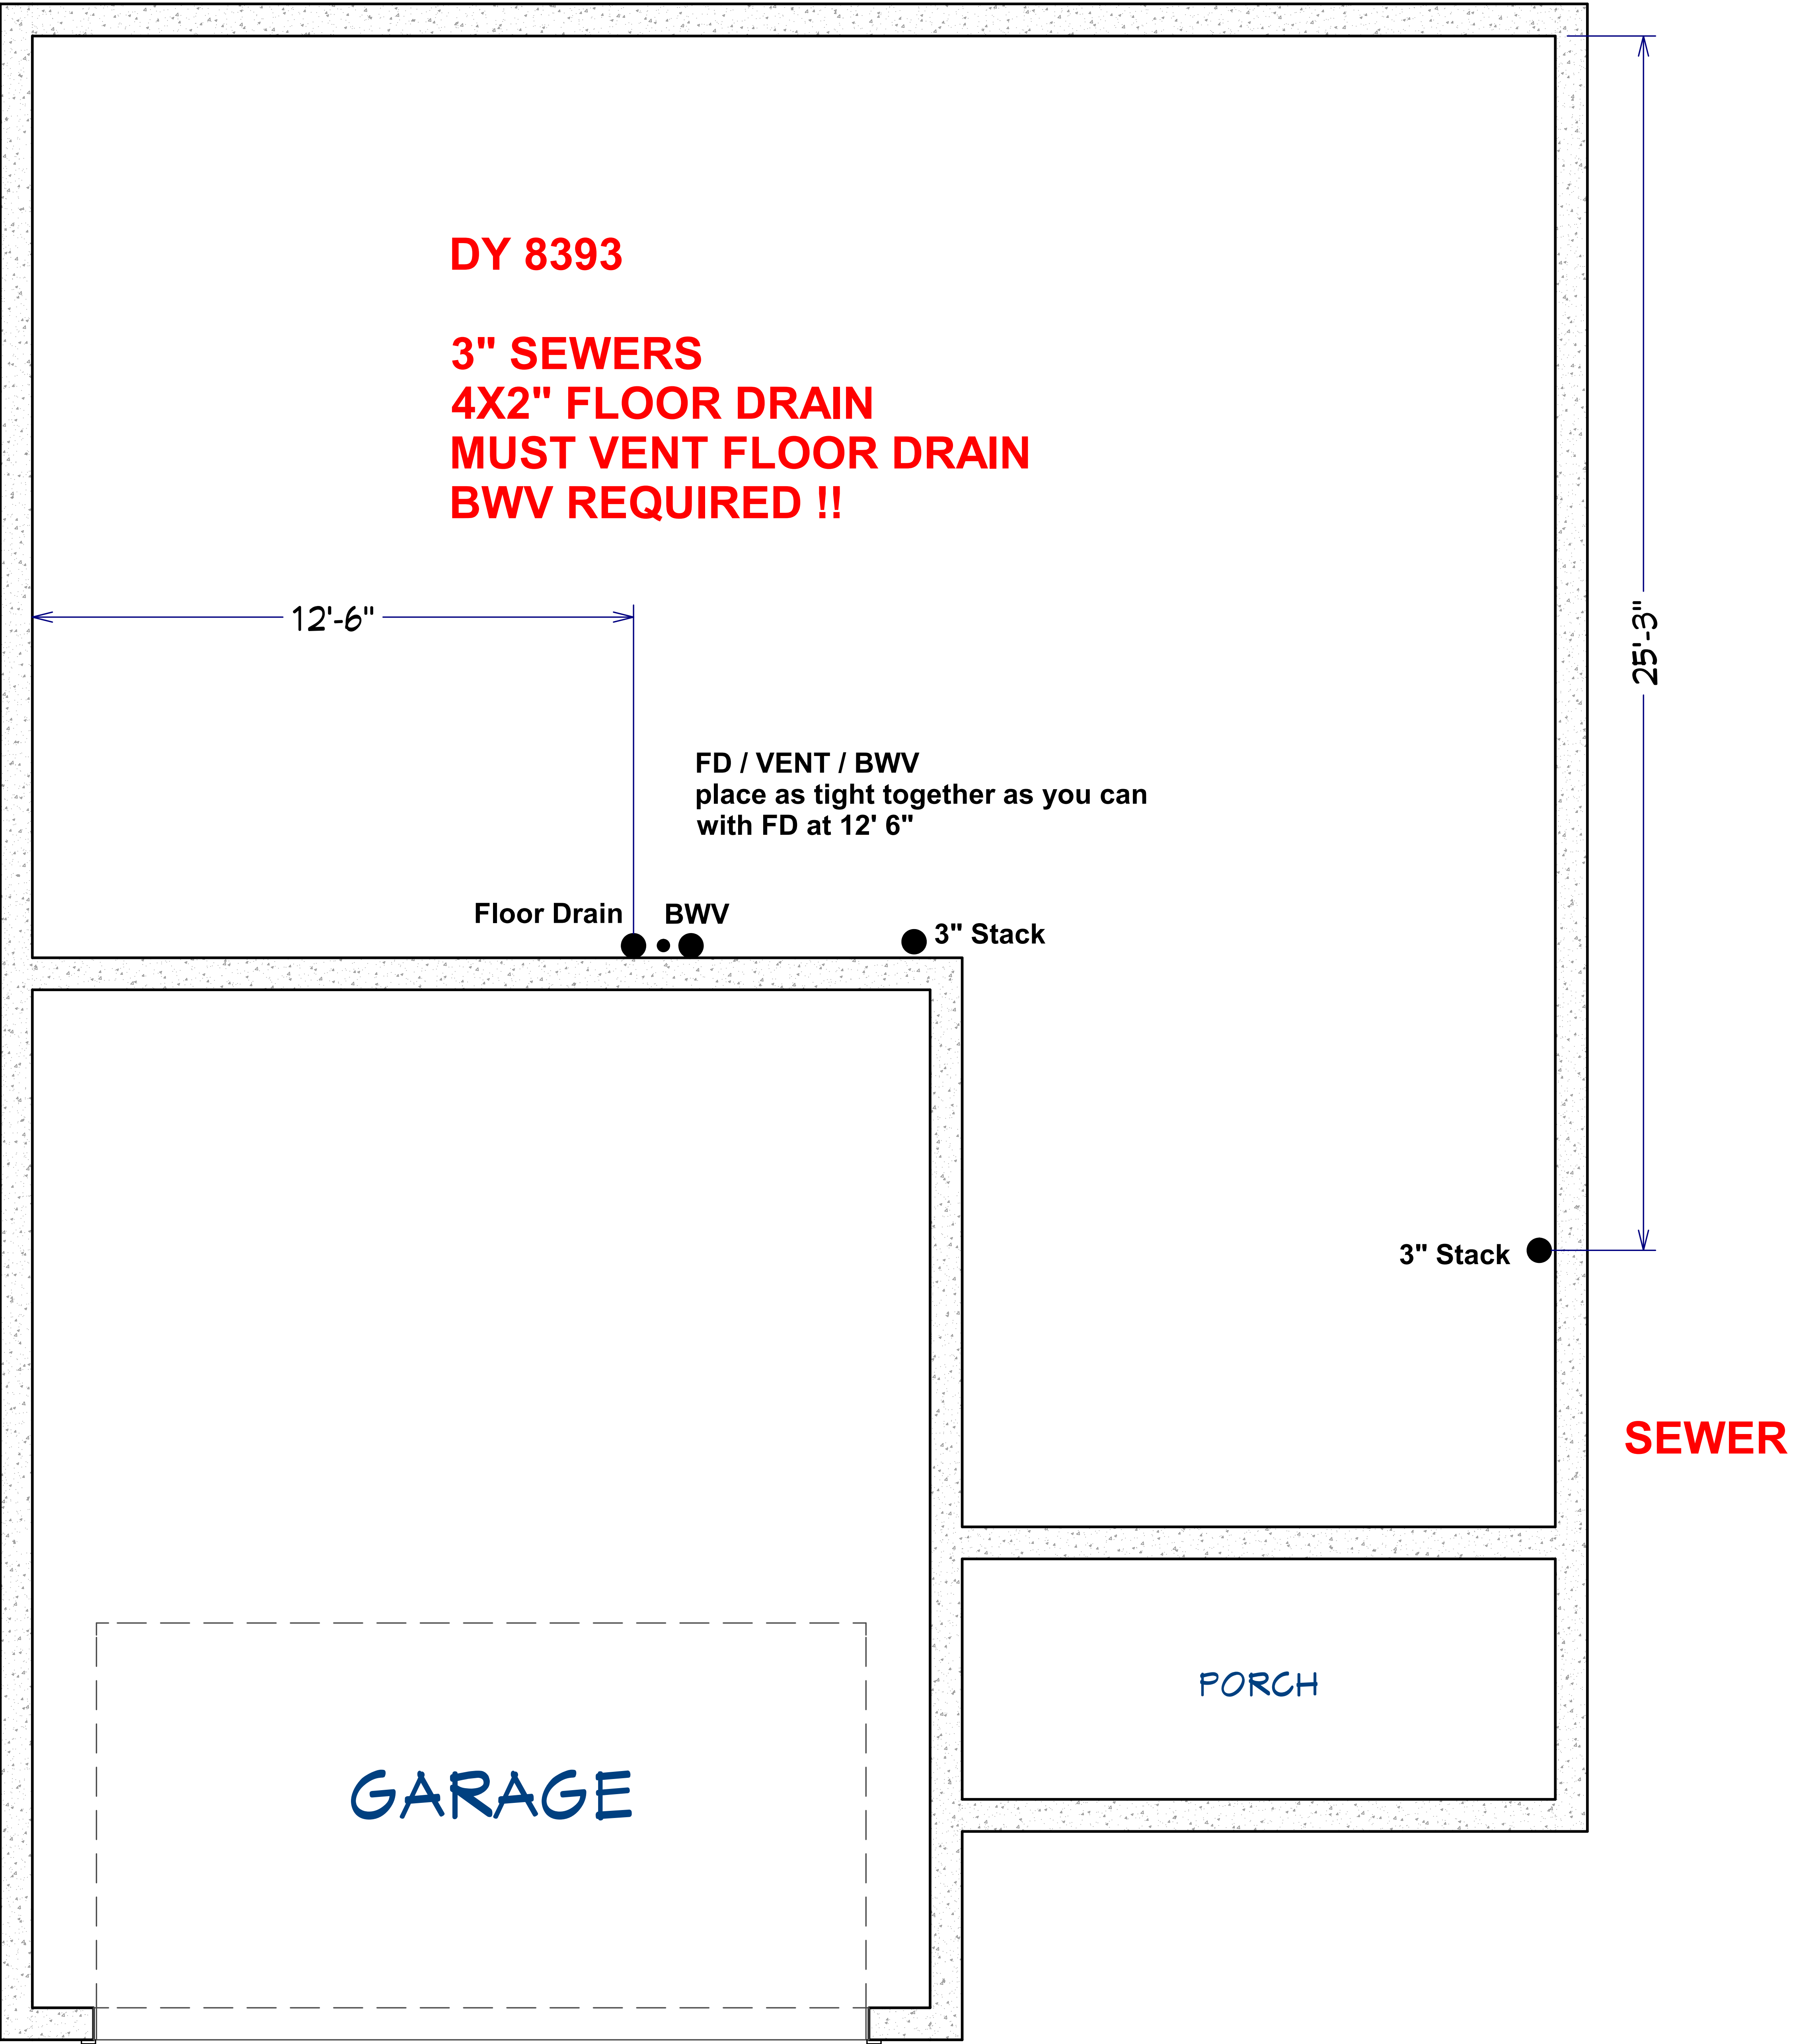 DY 8393
3" SEWERS
4X2" FLOOR DRAIN
MUST VENT FLOOR DRAIN
BWV REQUIRED !!
12'-6"
25'-3"
FD / VENT / BWV
place as tight together as you can
with FD at 12' 6"
Floor Drain
BWV
3" Stack
3" Stack
SEWER
PORCH
GARAGE